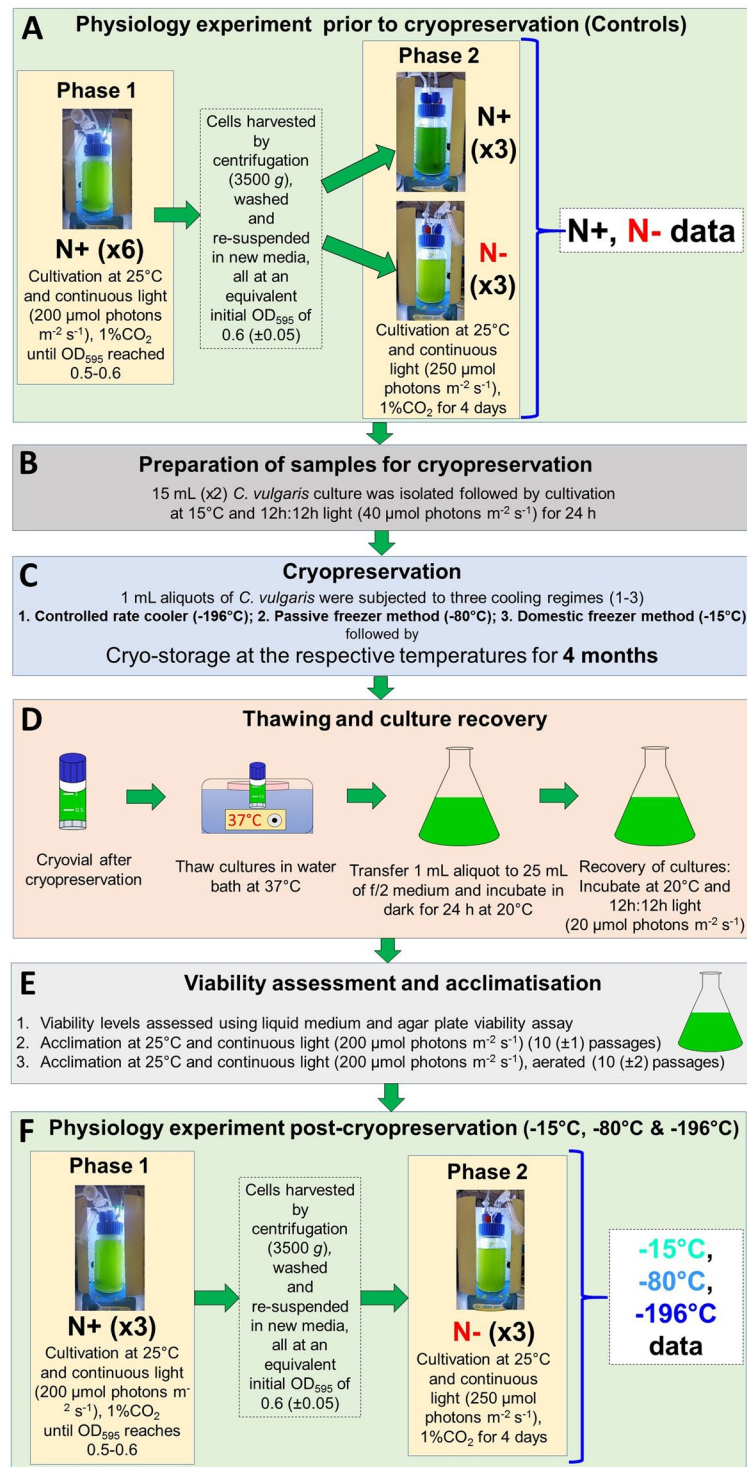 A
Physiology experiment prior to cryopreservation (Controls)
Phase 1
N+ (x6)
Cultivation at 25°C
and continuous light
(200 µmol photons
m⁻² s⁻¹), 1%CO₂
until OD₅₉₅ reached
0.5-0.6
Cells harvested
by
centrifugation
(3500 g),
washed
and
re-suspended
in new media,
all at an
equivalent
initial OD₅₉₅ of
0.6 (±0.05)
Phase 2
N+
(x3)
N-
(x3)
Cultivation at 25°C
and continuous
light (250 µmol
photons m⁻² s⁻¹),
1%CO₂ for 4 days
N+, N- data
B
Preparation of samples for cryopreservation
15 mL (x2) C. vulgaris culture was isolated followed by cultivation
at 15°C and 12h:12h light (40 µmol photons m⁻² s⁻¹) for 24 h
C
Cryopreservation
1 mL aliquots of C. vulgaris were subjected to three cooling regimes (1-3)
1. Controlled rate cooler (-196°C); 2. Passive freezer method (-80°C); 3. Domestic freezer method (-15°C)
followed by
Cryo-storage at the respective temperatures for 4 months
D
Thawing and culture recovery
1
0.5
37°C
Cryovial after
cryopreservation
Thaw cultures in water
bath at 37°C
Transfer 1 mL aliquot to 25 mL
of f/2 medium and incubate in
dark for 24 h at 20°C
Recovery of cultures:
Incubate at 20°C and
12h:12h light
(20 µmol photons m⁻² s⁻¹)
E
Viability assessment and acclimatisation
1. Viability levels assessed using liquid medium and agar plate viability assay
2. Acclimation at 25°C and continuous light (200 µmol photons m⁻² s⁻¹) (10 (±1) passages)
3. Acclimation at 25°C and continuous light (200 µmol photons m⁻² s⁻¹), aerated (10 (±2) passages)
F
Physiology experiment post-cryopreservation (-15°C, -80°C & -196°C)
Phase 1
N+ (x3)
Cultivation at 25°C
and continuous light
(200 µmol photons m⁻
² s⁻¹), 1%CO₂
until OD₅₉₅ reaches
0.5-0.6
Cells harvested
by
centrifugation
(3500 g),
washed
and
re-suspended
in new media,
all at an
equivalent
initial OD₅₉₅ of
0.6 (±0.05)
Phase 2
N- (x3)
Cultivation at 25°C
and continuous
light (250 µmol
photons m⁻² s⁻¹),
1%CO₂ for 4 days
-15°C,
-80°C,
-196°C
data